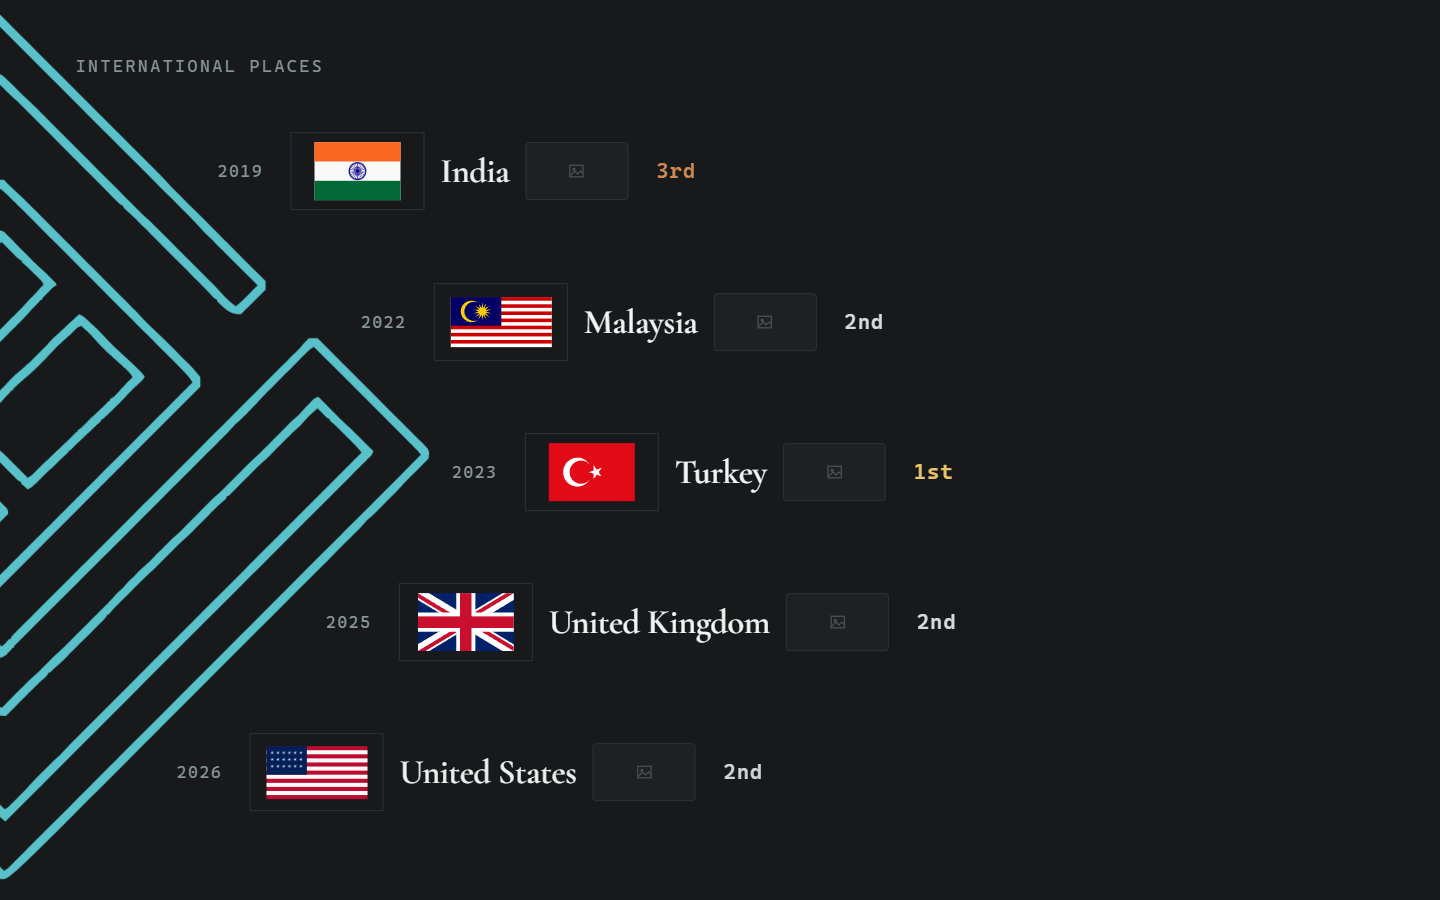 INTERNATIONAL PLACES
2019 India 3rd
2022 Malaysia 2nd
2023 Turkey 1st
2025 United Kingdom 2nd
2026 United States 2nd